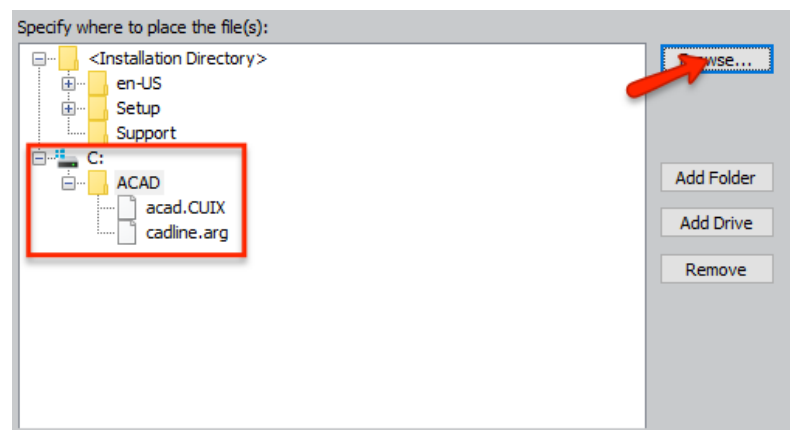 Specify where to place the file(s):
<Installation Directory>
en-US
Setup
Support
C:
ACAD
acad.CUIX
cadline.arg
Add Folder
Add Drive
Remove